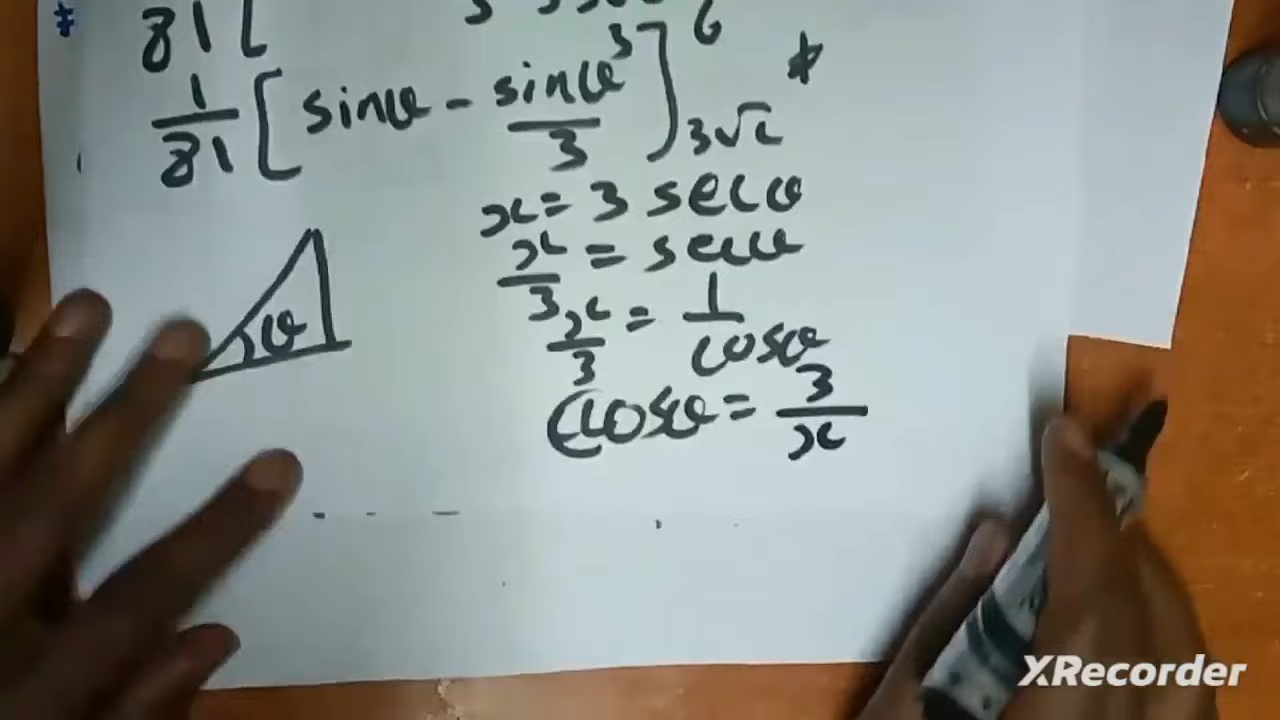 81 [
1/81 [ sinθ - sinθ³/3 ]₃√2 ⁶ *
x = 3 secθ
x/3 = secθ
x/3 = 1/cosθ
θ
cosθ = 3/x
XRecorder